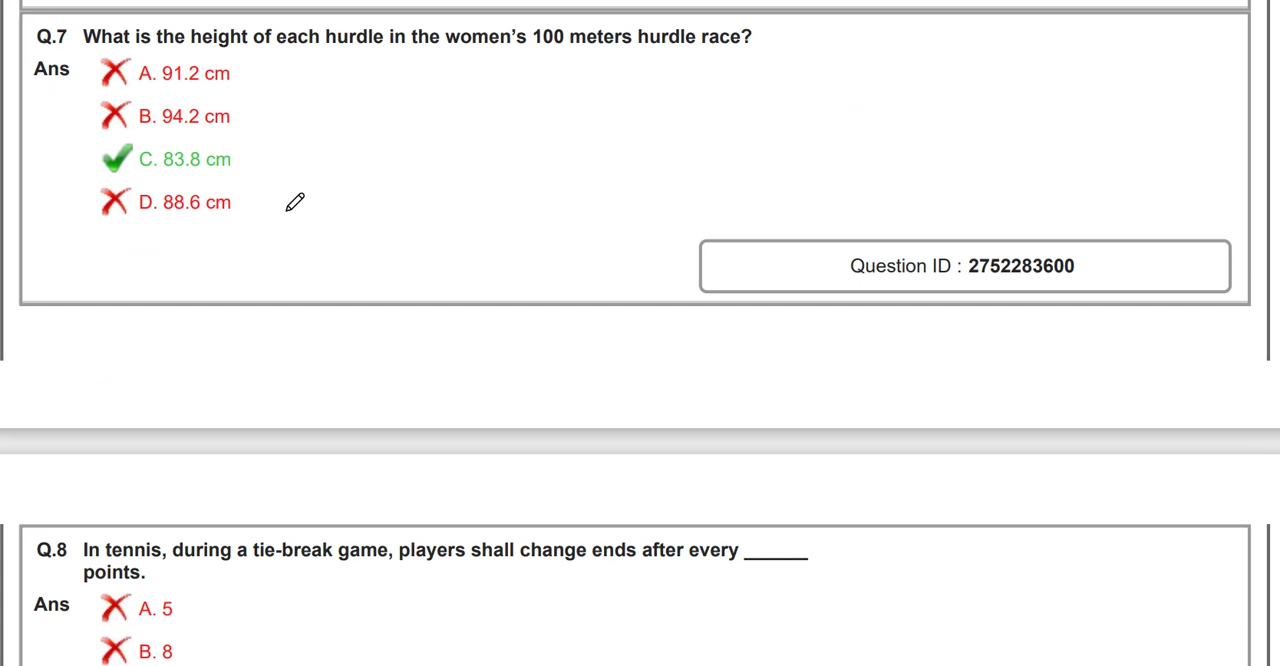 Q.7 What is the height of each hurdle in the women’s 100 meters hurdle race?
Ans
A. 91.2 cm
B. 94.2 cm
C. 83.8 cm
D. 88.6 cm
Question ID : 2752283600
Q.8 In tennis, during a tie-break game, players shall change ends after every ______
points.
Ans
A. 5
B. 8